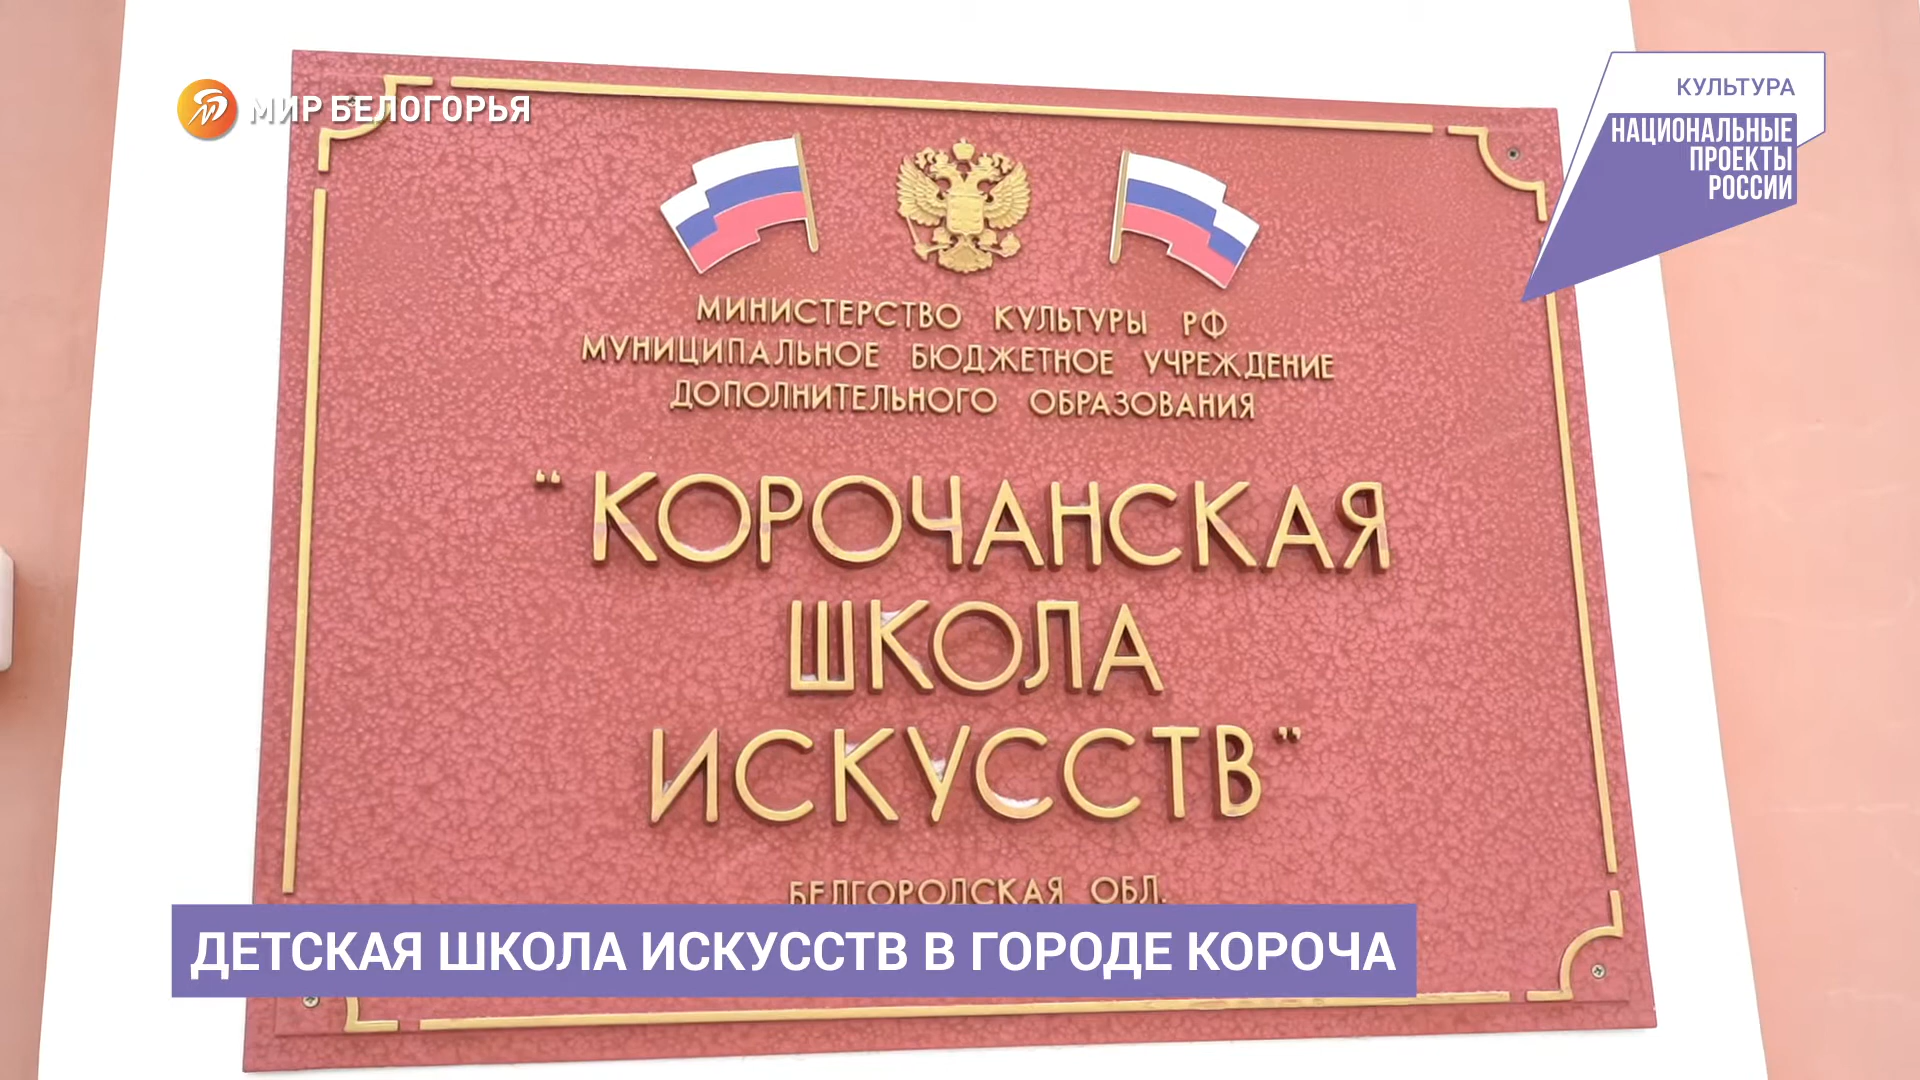 МИР БЕЛОГОРЬЯ
КУЛЬТУРА
НАЦИОНАЛЬНЫЕ
ПРОЕКТЫ
РОССИИ
МИНИСТЕРСТВО КУЛЬТУРЫ РФ
МУНИЦИПАЛЬНОЕ БЮДЖЕТНОЕ УЧРЕЖДЕНИЕ
ДОПОЛНИТЕЛЬНОГО ОБРАЗОВАНИЯ
“КОРОЧАНСКАЯ
ШКОЛА
ИСКУССТВ”
БЕЛГОРОДСКАЯ ОБЛ.
ДЕТСКАЯ ШКОЛА ИСКУССТВ В ГОРОДЕ КОРОЧА